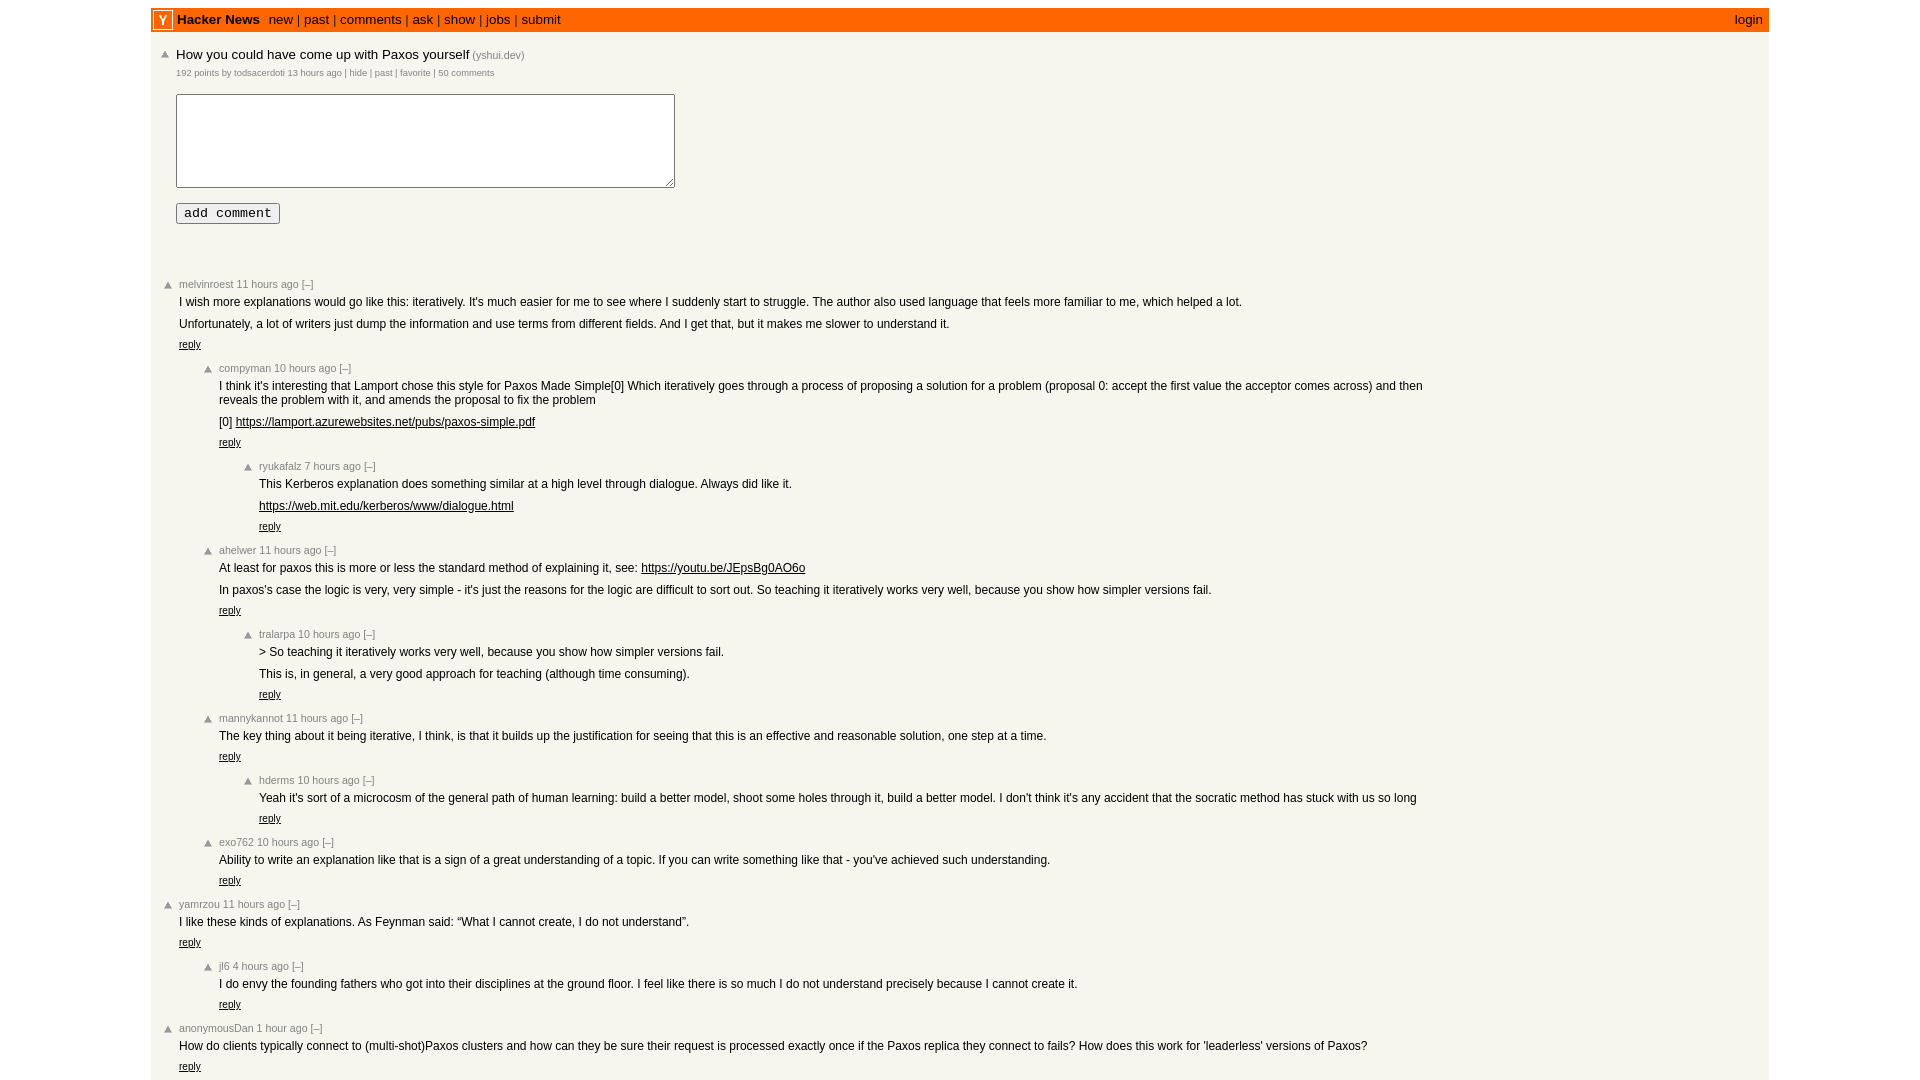 Y Hacker News new | past | comments | ask | show | jobs | submit login
How you could have come up with Paxos yourself (yshui.dev)
192 points by todsacerdoti 13 hours ago | hide | past | favorite | 50 comments
add comment
melvinroest 11 hours ago [–]
I wish more explanations would go like this: iteratively. It's much easier for me to see where I suddenly start to struggle. The author also used language that feels more familiar to me, which helped a lot.
Unfortunately, a lot of writers just dump the information and use terms from different fields. And I get that, but it makes me slower to understand it.
reply
compyman 10 hours ago [–]
I think it's interesting that Lamport chose this style for Paxos Made Simple[0] Which iteratively goes through a process of proposing a solution for a problem (proposal 0: accept the first value the acceptor comes across) and then
reveals the problem with it, and amends the proposal to fix the problem
[0] https://lamport.azurewebsites.net/pubs/paxos-simple.pdf
reply
ryukafalz 7 hours ago [–]
This Kerberos explanation does something similar at a high level through dialogue. Always did like it.
https://web.mit.edu/kerberos/www/dialogue.html
reply
ahelwer 11 hours ago [–]
At least for paxos this is more or less the standard method of explaining it, see: https://youtu.be/JEpsBg0AO6o
In paxos's case the logic is very, very simple - it's just the reasons for the logic are difficult to sort out. So teaching it iteratively works very well, because you show how simpler versions fail.
reply
tralarpa 10 hours ago [–]
> So teaching it iteratively works very well, because you show how simpler versions fail.
This is, in general, a very good approach for teaching (although time consuming).
reply
mannykannot 11 hours ago [–]
The key thing about it being iterative, I think, is that it builds up the justification for seeing that this is an effective and reasonable solution, one step at a time.
reply
hderms 10 hours ago [–]
Yeah it's sort of a microcosm of the general path of human learning: build a better model, shoot some holes through it, build a better model. I don't think it's any accident that the socratic method has stuck with us so long
reply
exo762 10 hours ago [–]
Ability to write an explanation like that is a sign of a great understanding of a topic. If you can write something like that - you've achieved such understanding.
reply
yamrzou 11 hours ago [–]
I like these kinds of explanations. As Feynman said: “What I cannot create, I do not understand”.
reply
jl6 4 hours ago [–]
I do envy the founding fathers who got into their disciplines at the ground floor. I feel like there is so much I do not understand precisely because I cannot create it.
reply
anonymousDan 1 hour ago [–]
How do clients typically connect to (multi-shot)Paxos clusters and how can they be sure their request is processed exactly once if the Paxos replica they connect to fails? How does this work for 'leaderless' versions of Paxos?
reply